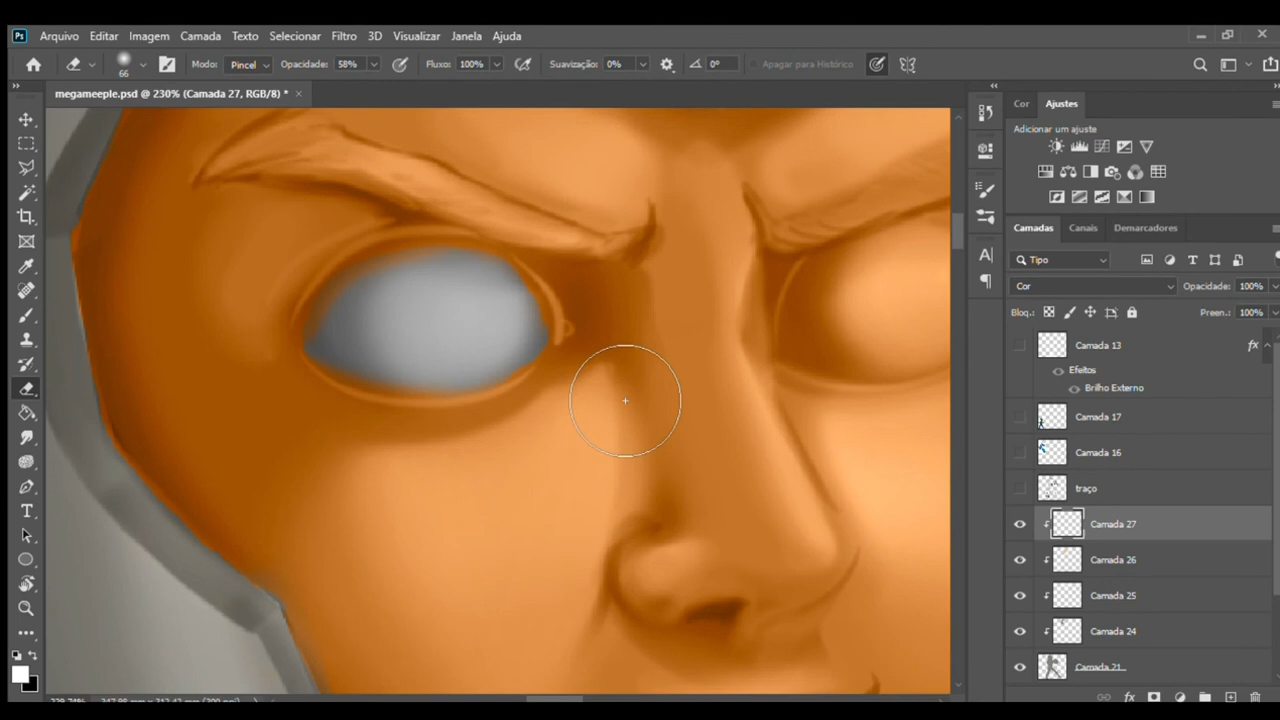 Ps Arquivo Editar Imagem Camada Texto Selecionar Filtro 3D Visualizar Janela Ajuda
66 Modo: Pincel Opacidade: 58% Fluxo: 100% Suavização: 0% 0° Apagar para Histórico
megameeple.psd @ 230% (Camada 27, RGB/8) *
Cor Ajustes
Adicionar um ajuste
Camadas Canais Demarcadores
Tipo
Cor Opacidade: 100%
Bloq.: Preen.: 100%
Camada 13 fx
Efeitos
Brilho Externo
Camada 17
Camada 16
traço
Camada 27
Camada 26
Camada 25
Camada 24
Camada 21